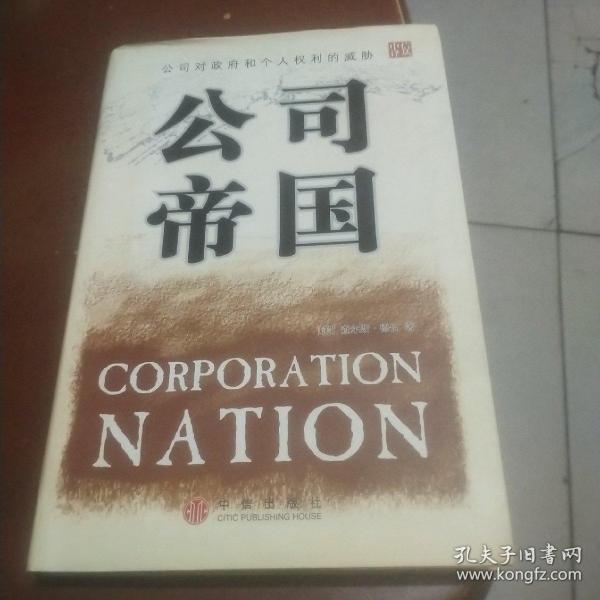 公司对政府和个人权利的威胁
公司
帝国
CORPORATION
NATION
中信出版社
CITIC PUBLISHING HOUSE
孔夫子旧书网
www.kongfz.com